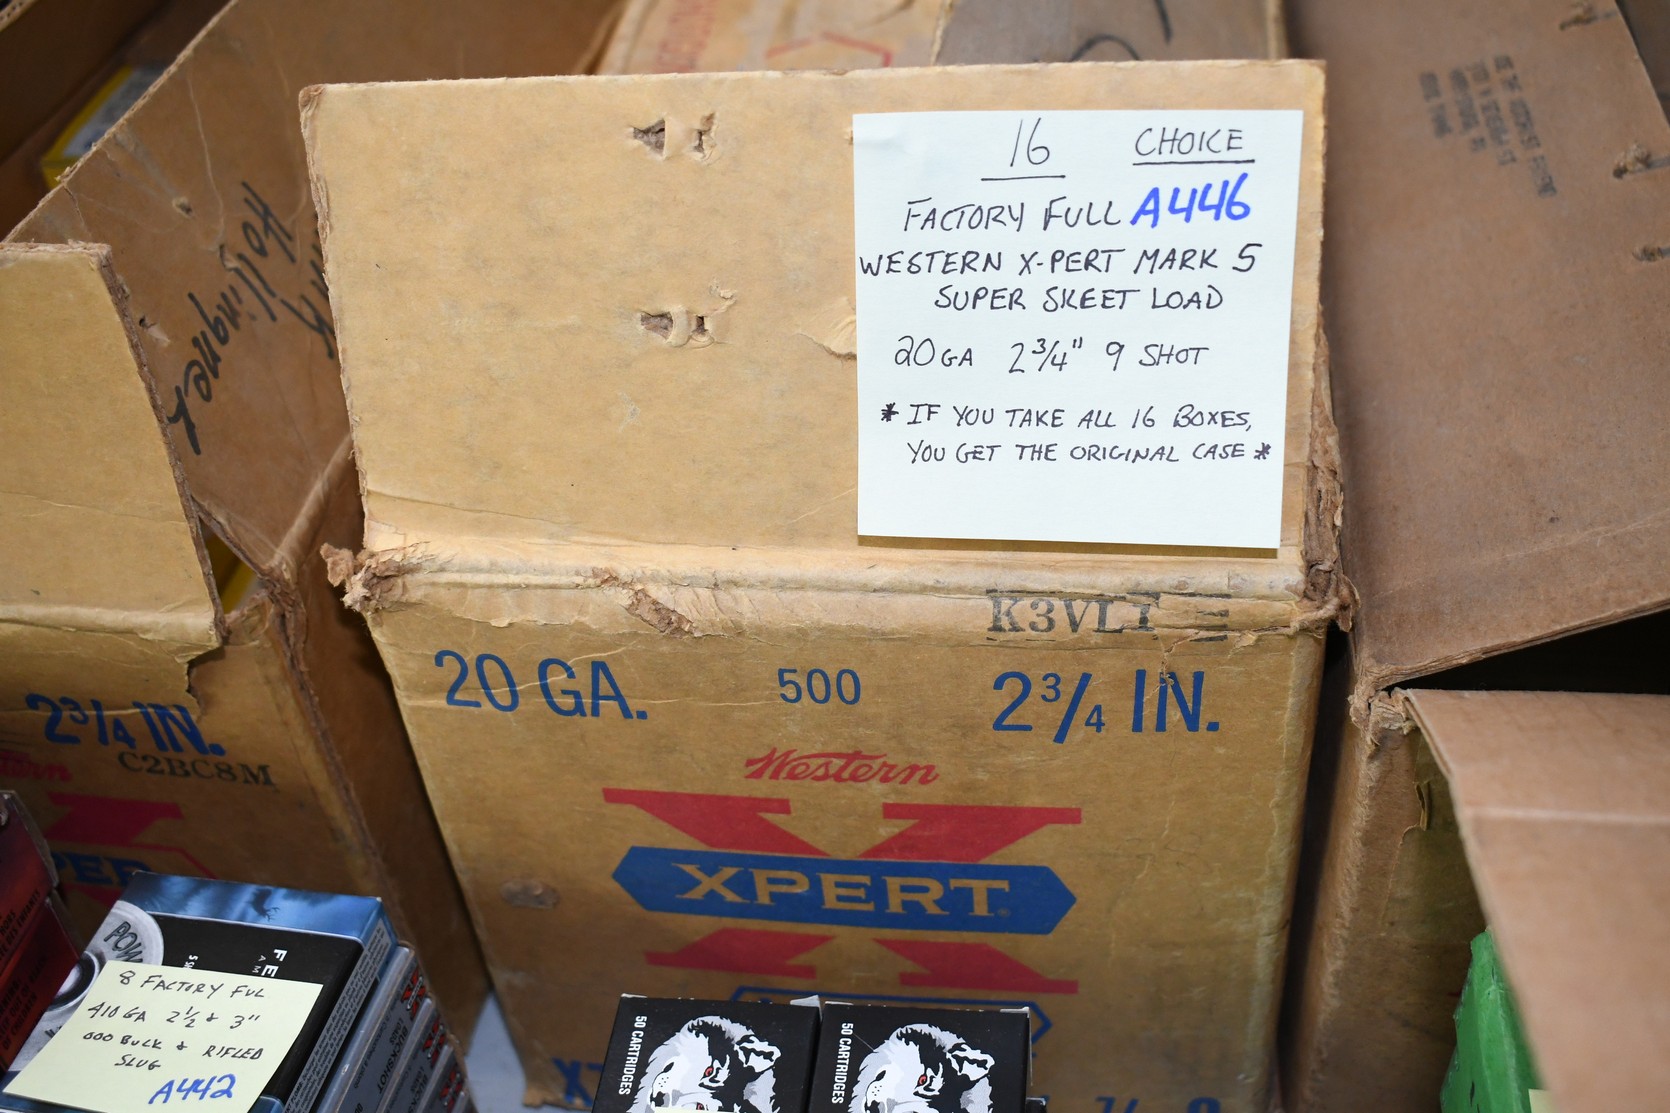 16 CHOICE
FACTORY FULL A446
WESTERN X-PERT MARK 5
SUPER SKEET LOAD
20 GA 2 3/4" 9 SHOT
* IF YOU TAKE ALL 16 BOXES,
YOU GET THE ORIGINAL CASE *
K3VLT
20 GA. 500 2 3/4 IN.
Western
XPERT
Hollingner
2 3/4 IN.
C2BC8M
8 FACTORY FUL
410 GA 2 1/2 & 3"
000 BUCK & RIFLED
SLUG
A442
50 CARTRIDGES
50 CARTRIDGES